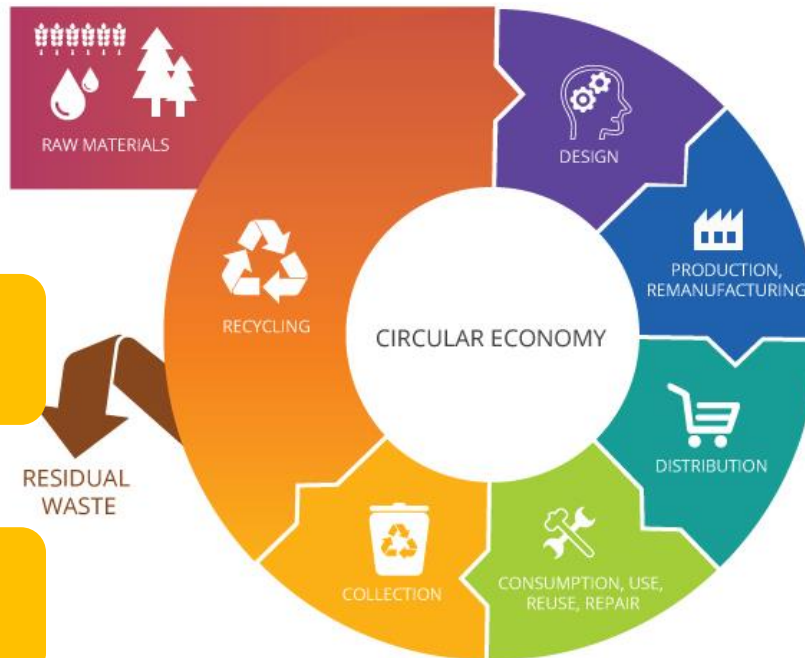 RAW MATERIALS
DESIGN
PRODUCTION,
REMANUFACTURING
RECYCLING
CIRCULAR ECONOMY
DISTRIBUTION
RESIDUAL
WASTE
COLLECTION
CONSUMPTION, USE,
REUSE, REPAIR